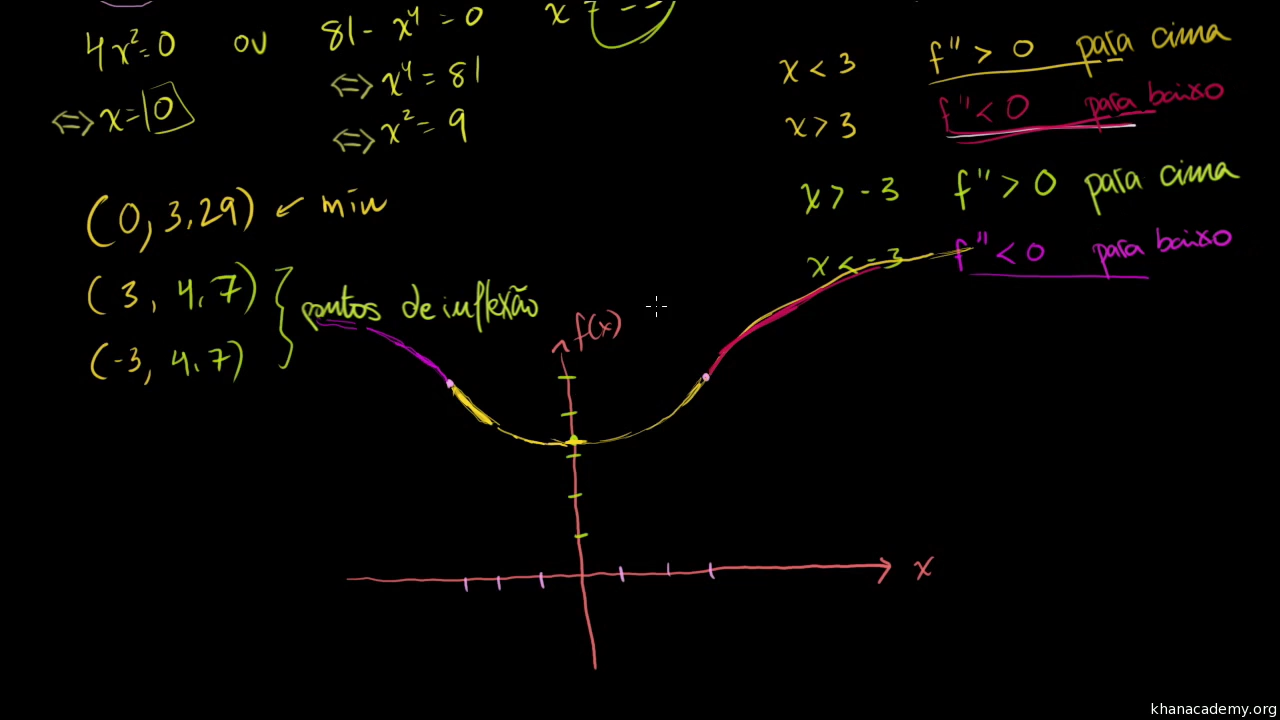 4x² = 0 ou 81 - x⁴ = 0
⇔ x = 0
⇔ x⁴ = 81
⇔ x² = 9
x < 3 f'' > 0 para cima
x > 3 f'' < 0 para baixo
x > -3 f'' > 0 para cima
x < -3 f'' < 0 para baixo
(0, 3.29) ← min
(3, 4,7)
(-3, 4,7)
pontos de inflexão
f(x)
x
khanacademy.org